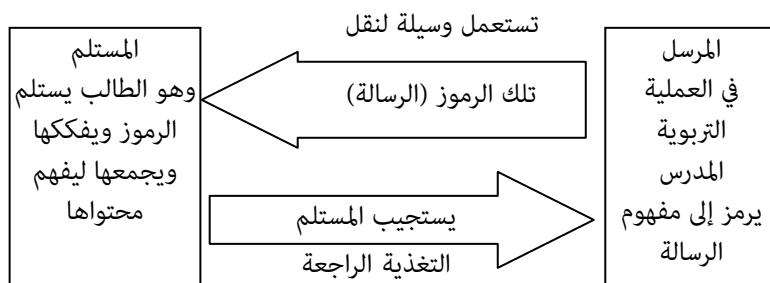 المرسل
في العملية
التربوية
المدرس
يرمز إلى مفهوم
الرسالة
تستعمل وسيلة لنقل
تلك الرموز (الرسالة)
المستلم
وهو الطالب يستلم
الرموز ويفككها
ويجمعها ليفهم
محتواها
يستجيب المستلم
التغذية الراجعة